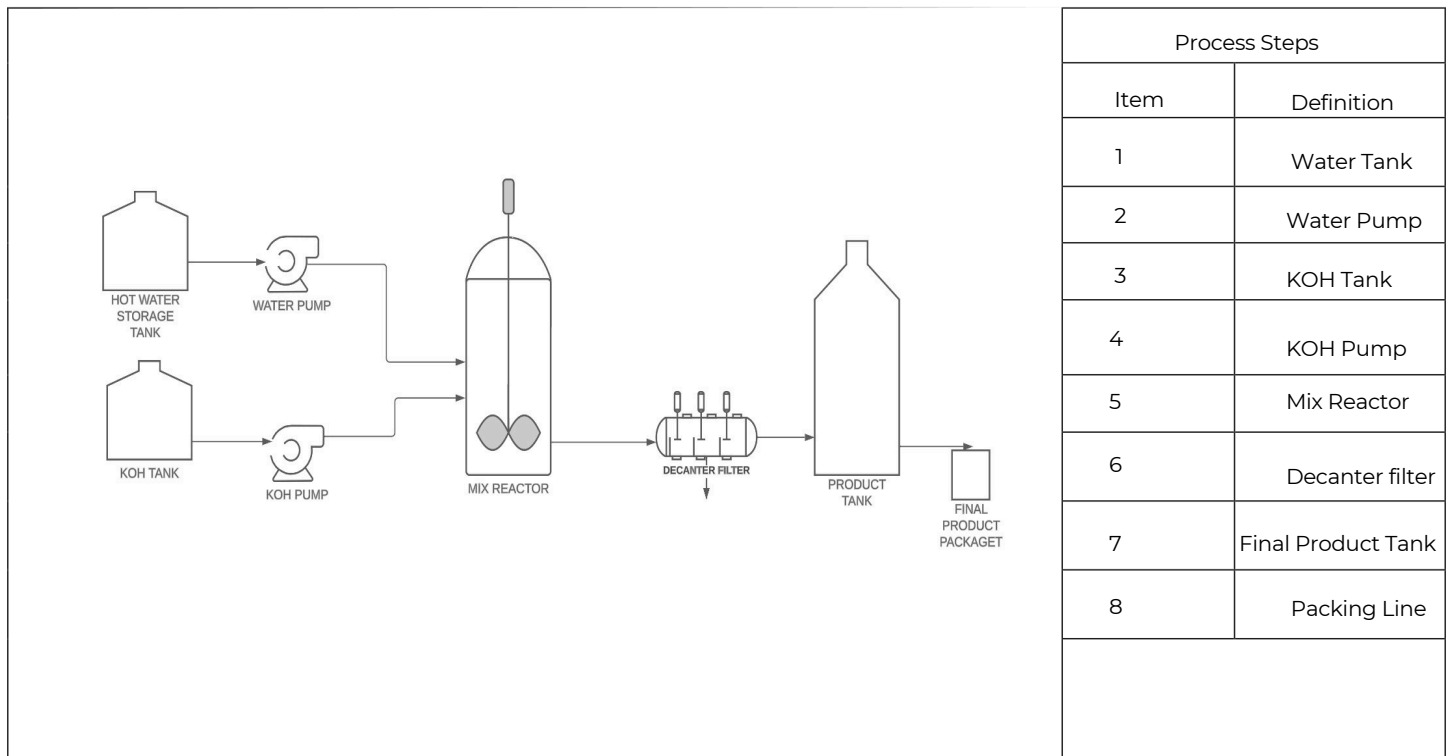 HOT WATER
STORAGE
TANK
WATER PUMP
KOH TANK
KOH PUMP
MIX REACTOR
DECANTER FILTER
PRODUCT
TANK
FINAL
PRODUCT
PACKAGET
Process Steps
Item Definition
1 Water Tank
2 Water Pump
3 KOH Tank
4 KOH Pump
5 Mix Reactor
6 Decanter filter
7 Final Product Tank
8 Packing Line